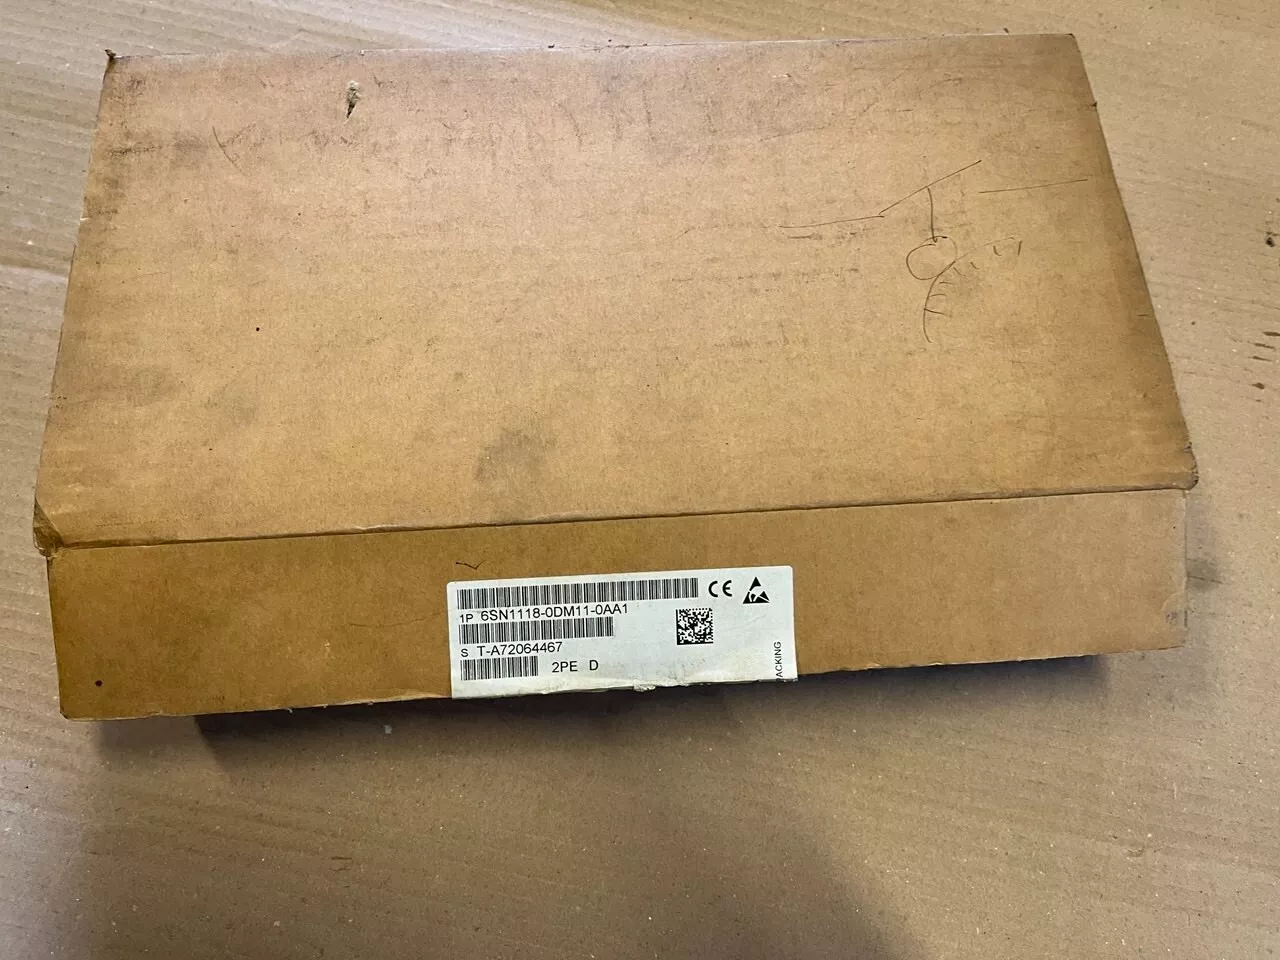 CE
1P 6SN1118-0DM11-0AA1
S T-A72064467
2PE D
ACKING